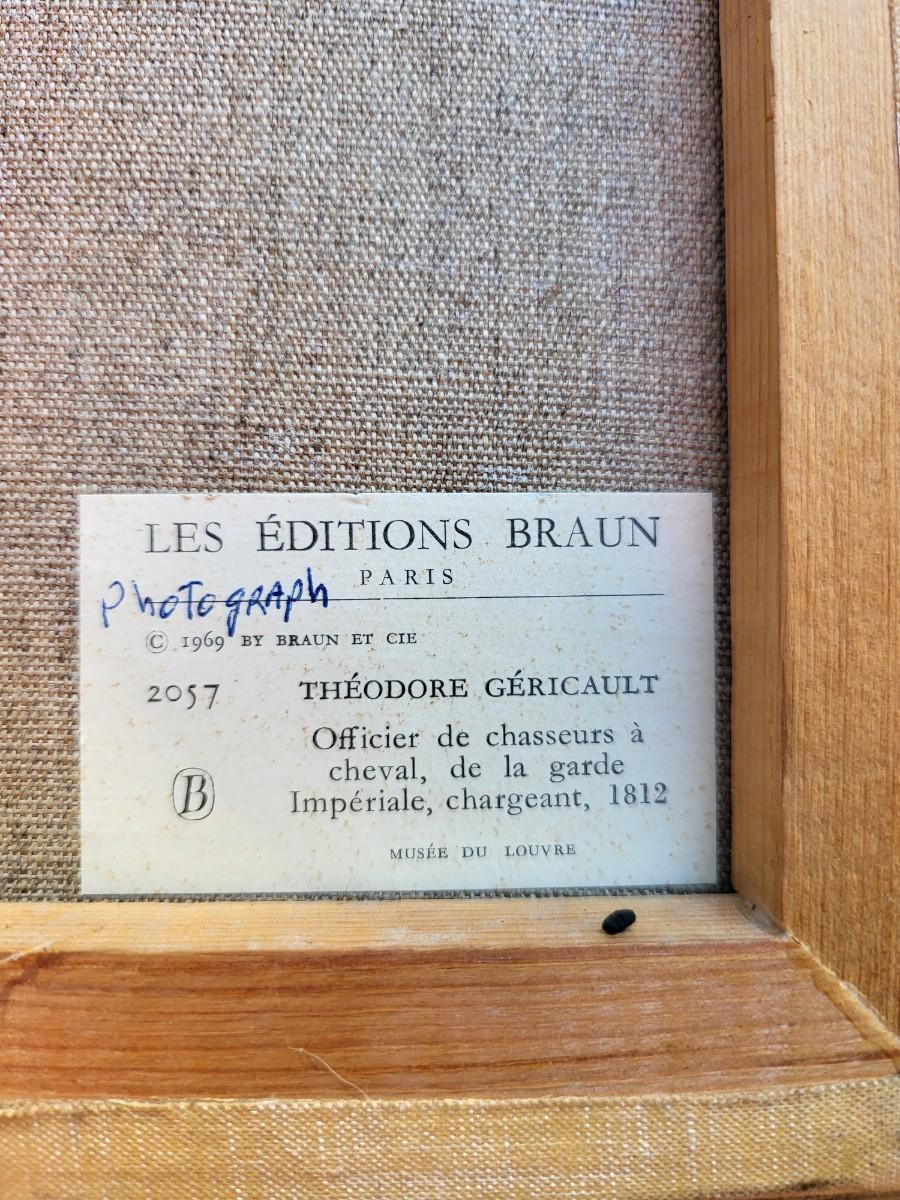 LES ÉDITIONS BRAUN
PARIS
PhoTogRAPh
© 1969 BY BRAUN ET CIE
2057 THÉODORE GÉRICAULT
Officier de chasseurs à
cheval, de la garde
Impériale, chargeant, 1812
B
MUSÉE DU LOUVRE